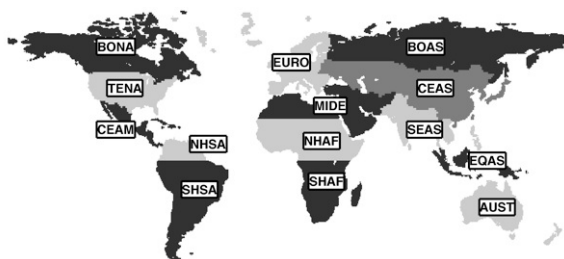 BONA
BOAS
EURO
TENA
CEAS
MIDE
CEAM
SEAS
NHSA
NHAF
EQAS
SHSA
SHAF
AUST